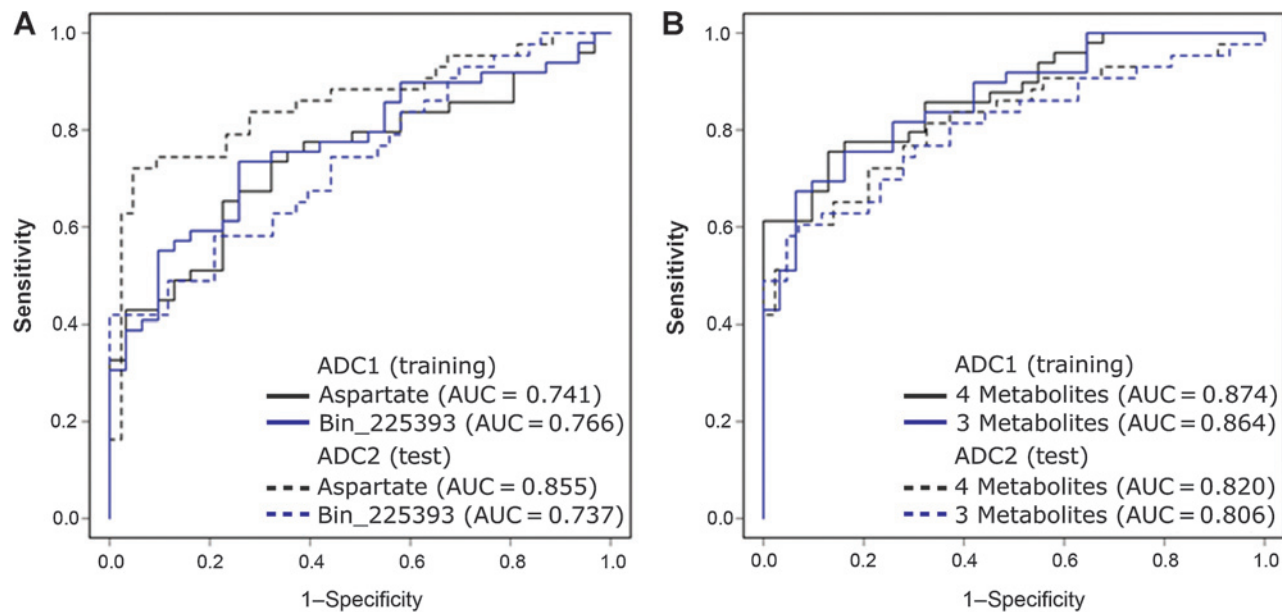 A
Sensitivity
1.0
0.8
0.6
0.4
0.2
0.0
ADC1 (training)
Aspartate (AUC = 0.741)
Bin_225393 (AUC = 0.766)
ADC2 (test)
Aspartate (AUC = 0.855)
Bin_225393 (AUC = 0.737)
0.0 0.2 0.4 0.6 0.8 1.0
1–Specificity
B
Sensitivity
1.0
0.8
0.6
0.4
0.2
0.0
ADC1 (training)
4 Metabolites (AUC = 0.874)
3 Metabolites (AUC = 0.864)
ADC2 (test)
4 Metabolites (AUC = 0.820)
3 Metabolites (AUC = 0.806)
0.0 0.2 0.4 0.6 0.8 1.0
1–Specificity